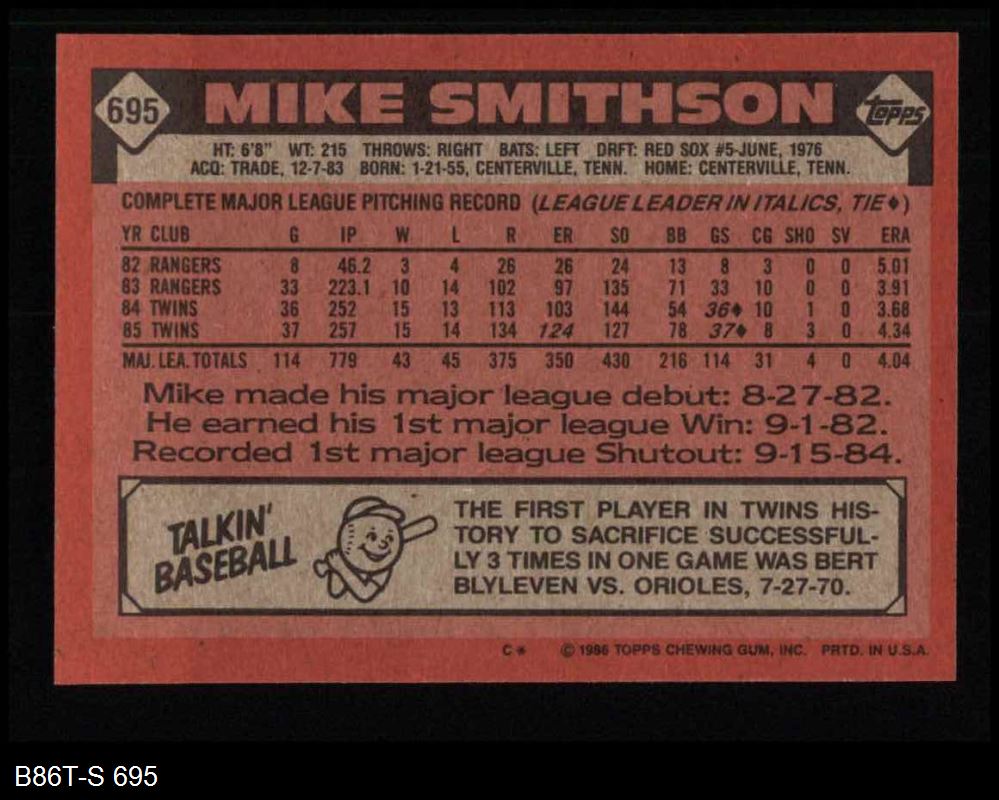 695 MIKE SMITHSON Topps
HT: 6'8" WT: 215 THROWS: RIGHT BATS: LEFT DRFT: RED SOX #5-JUNE, 1976
ACQ: TRADE, 12-7-83 BORN: 1-21-55, CENTERVILLE, TENN. HOME: CENTERVILLE, TENN.
COMPLETE MAJOR LEAGUE PITCHING RECORD (LEAGUE LEADER IN ITALICS, TIE♦)
YR CLUB G IP W L R ER SO BB GS CG SHO SV ERA
82 RANGERS 8 46.2 3 4 26 26 24 13 8 3 0 0 5.01
83 RANGERS 33 223.1 10 14 102 97 135 71 33 10 0 0 3.91
84 TWINS 36 252 15 13 113 103 144 54 36♦ 10 1 0 3.68
85 TWINS 37 257 15 14 134 124 127 78 37♦ 8 3 0 4.34
MAJ. LEA. TOTALS 114 779 43 45 375 350 430 216 114 31 4 0 4.04
Mike made his major league debut: 8-27-82.
He earned his 1st major league Win: 9-1-82.
Recorded 1st major league Shutout: 9-15-84.
TALKIN'
BASEBALL
THE FIRST PLAYER IN TWINS HIS-
TORY TO SACRIFICE SUCCESSFUL-
LY 3 TIMES IN ONE GAME WAS BERT
BLYLEVEN VS. ORIOLES, 7-27-70.
C* © 1986 TOPPS CHEWING GUM, INC. PRTD. IN U.S.A.
B86T-S 695